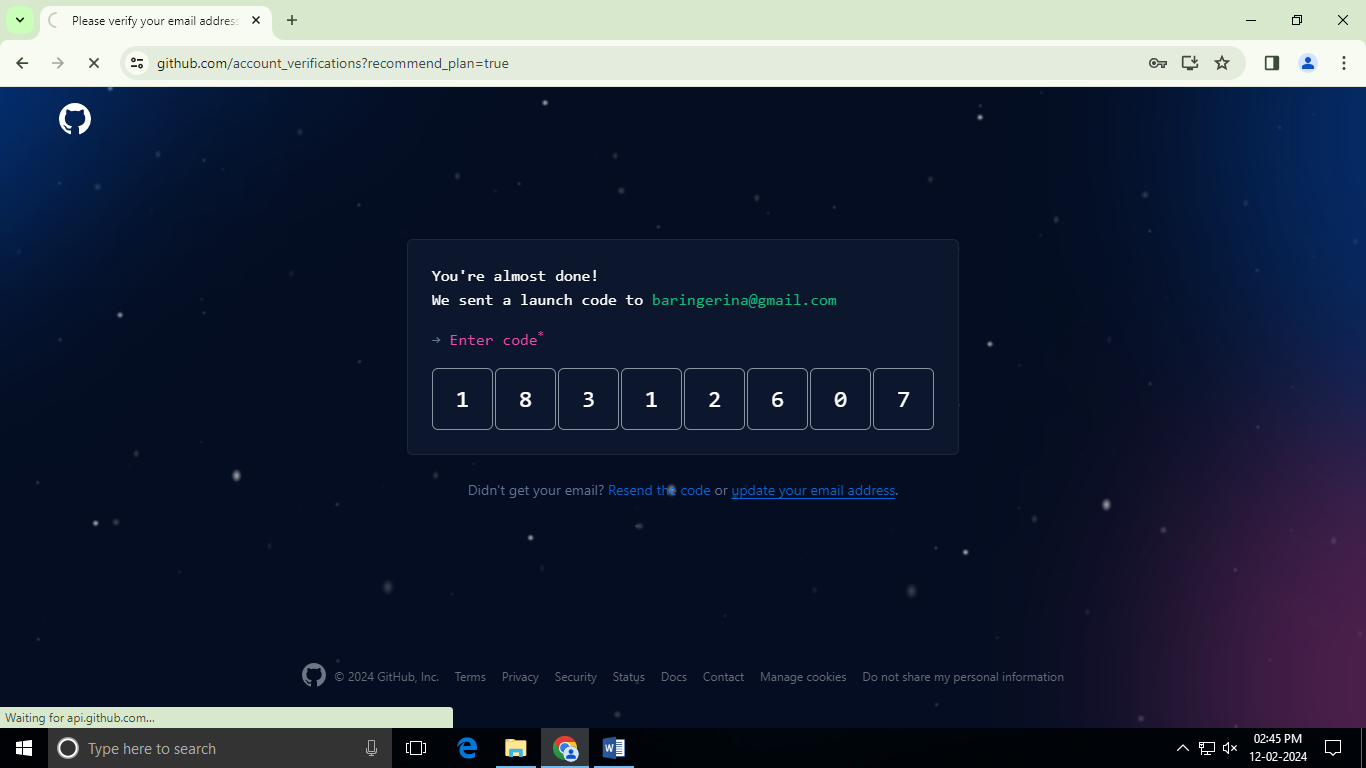 Please verify your email address
github.com/account_verifications?recommend_plan=true
You're almost done!
We sent a launch code to baringerina@gmail.com
→ Enter code*
1 8 3 1 2 6 0 7
Didn't get your email? Resend the code or update your email address.
© 2024 GitHub, Inc. Terms Privacy Security Status Docs Contact Manage cookies Do not share my personal information
Waiting for api.github.com...
Type here to search
02:45 PM
12-02-2024